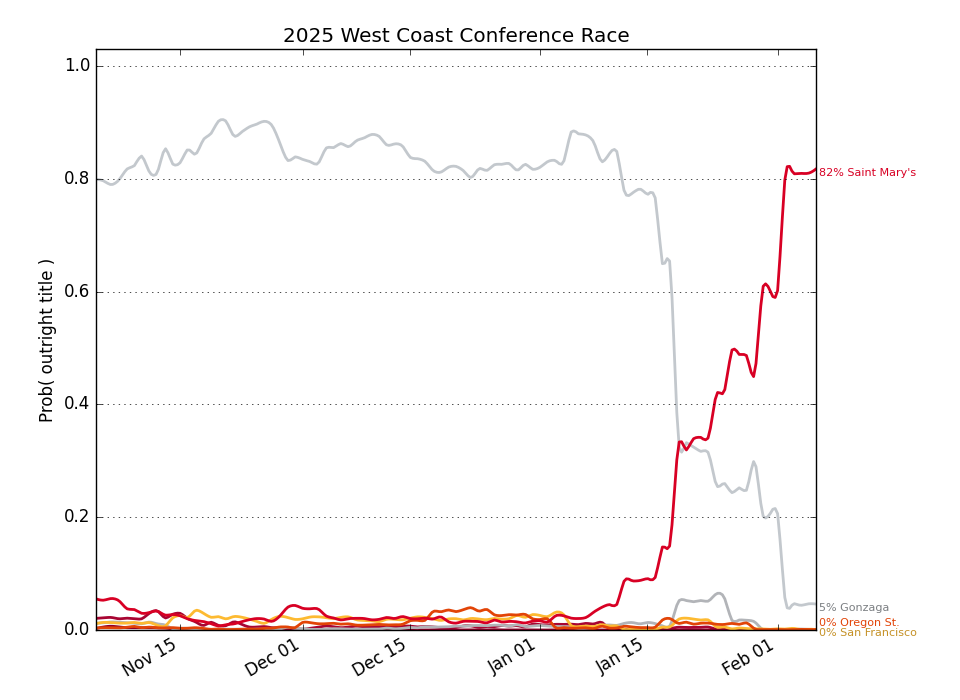 2025 West Coast Conference Race
Prob( outright title )
1.0
0.8
0.6
0.4
0.2
0.0
Nov 15
Dec 01
Dec 15
Jan 01
Jan 15
Feb 01
82% Saint Mary's
5% Gonzaga
0% Oregon St.
0% San Francisco